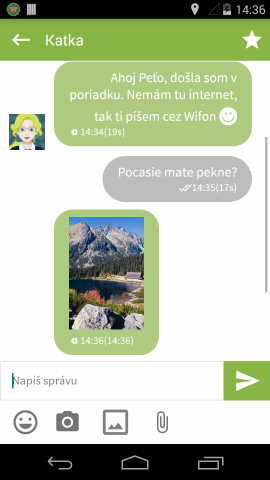 14:36
Katka
Ahoj Peťo, došla som v
poriadku. Nemám tu internet,
tak ti píšem cez Wifon
14:34(19s)
Pocasie mate pekne?
14:35(17s)
14:36(14:36)
Napíš správu